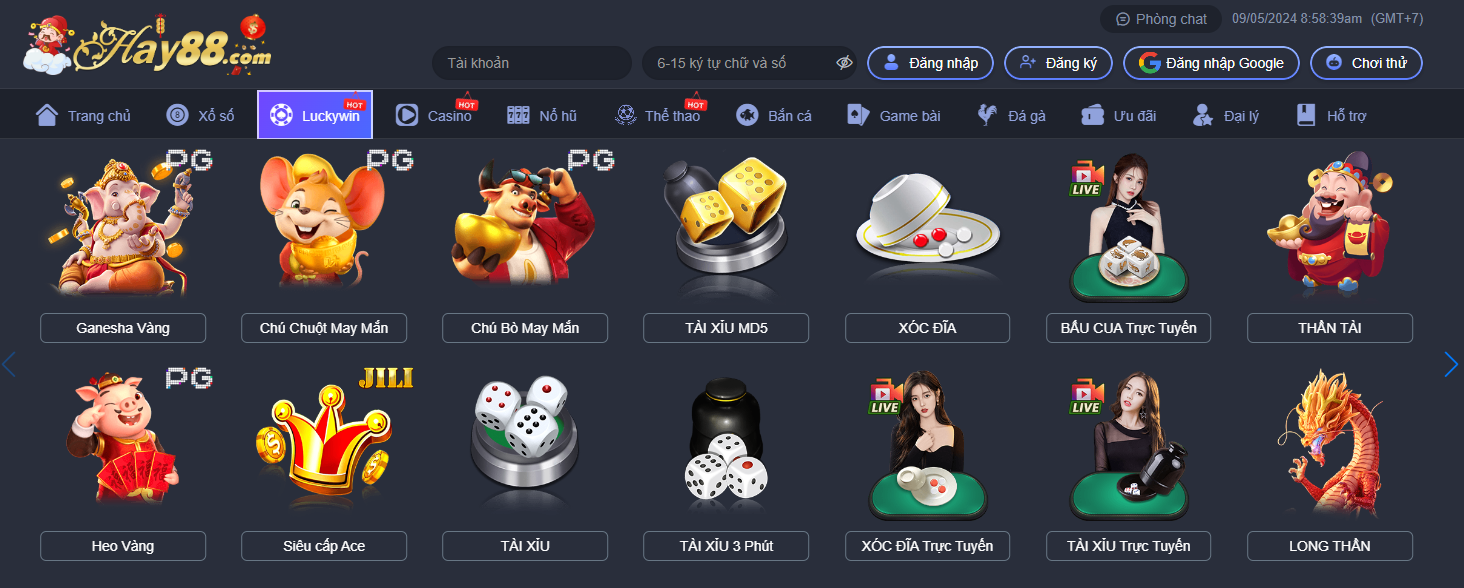 Hay88.com
Phòng chat
09/05/2024 8:58:39am (GMT+7)
Tài khoản
6-15 ký tự chữ và số
Đăng nhập
Đăng ký
Đăng nhập Google
Chơi thử
Trang chủ
Xổ số
Luckywin
HOT
Casino
HOT
Nổ hũ
Thể thao
HOT
Bắn cá
Game bài
Đá gà
Ưu đãi
Đại lý
Hỗ trợ
PG
PG
PG
LIVE
Ganesha Vàng
Chú Chuột May Mắn
Chú Bò May Mắn
TÀI XỈU MD5
XÓC ĐĨA
BẦU CUA Trực Tuyến
THẦN TÀI
PG
JILI
LIVE
LIVE
Heo Vàng
Siêu cấp Ace
TÀI XỈU
TÀI XỈU 3 Phút
XÓC ĐĨA Trực Tuyến
TÀI XỈU Trực Tuyến
LONG THẦN